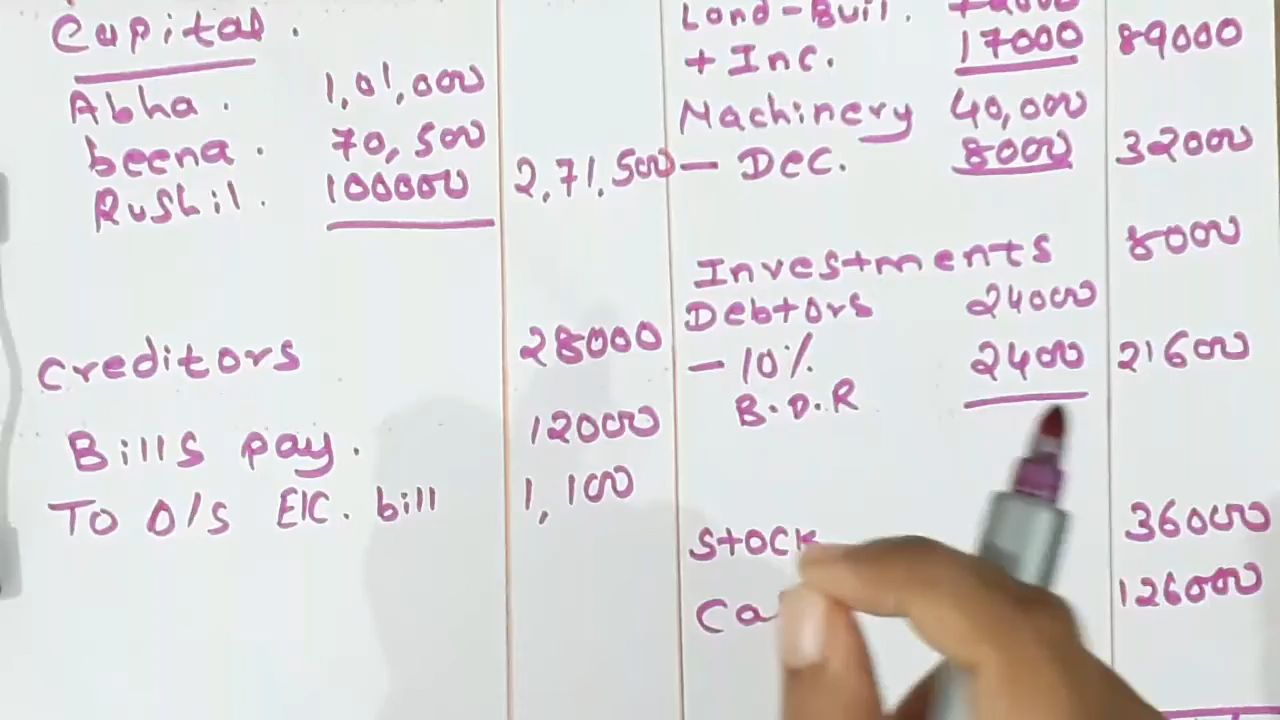 Capital.
Abha. 1,01,000
beena. 70,500
Rushil. 100000 2,71,500
Creditors 28000
Bills pay. 12000
To O/S Elc. bill 1,100
Land-Buil.
+ Inc. 17000 89000
Machinery 40,000
- Dec. 8000 32000
Investments 8000
Debtors 24000
- 10% 2400 21600
B.D.R
Stock 36000
126000